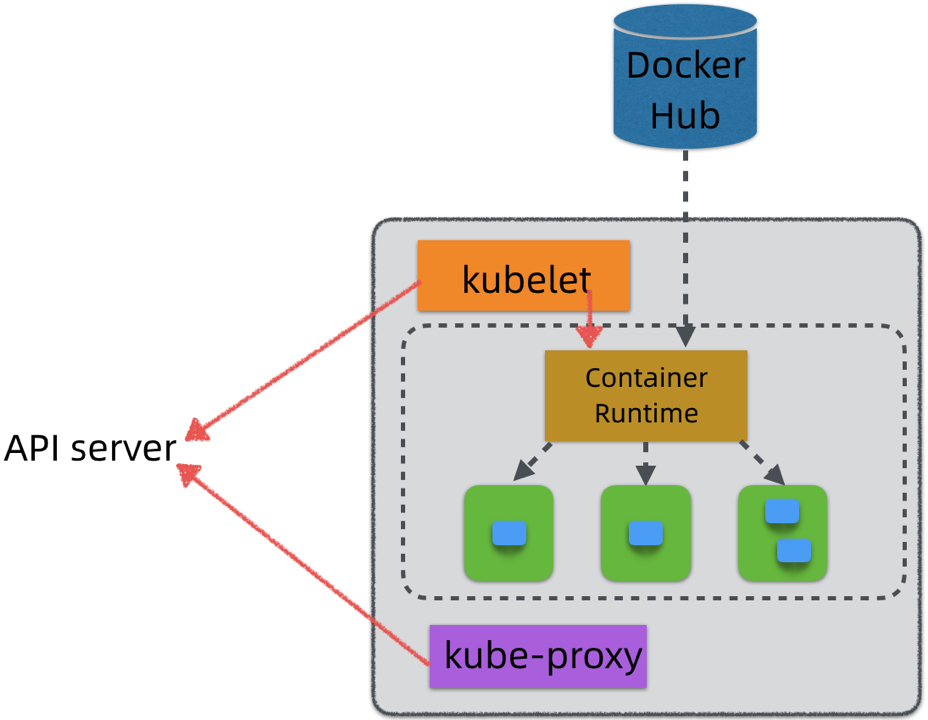 Docker
Hub
kubelet
Container
Runtime
API server
kube-proxy